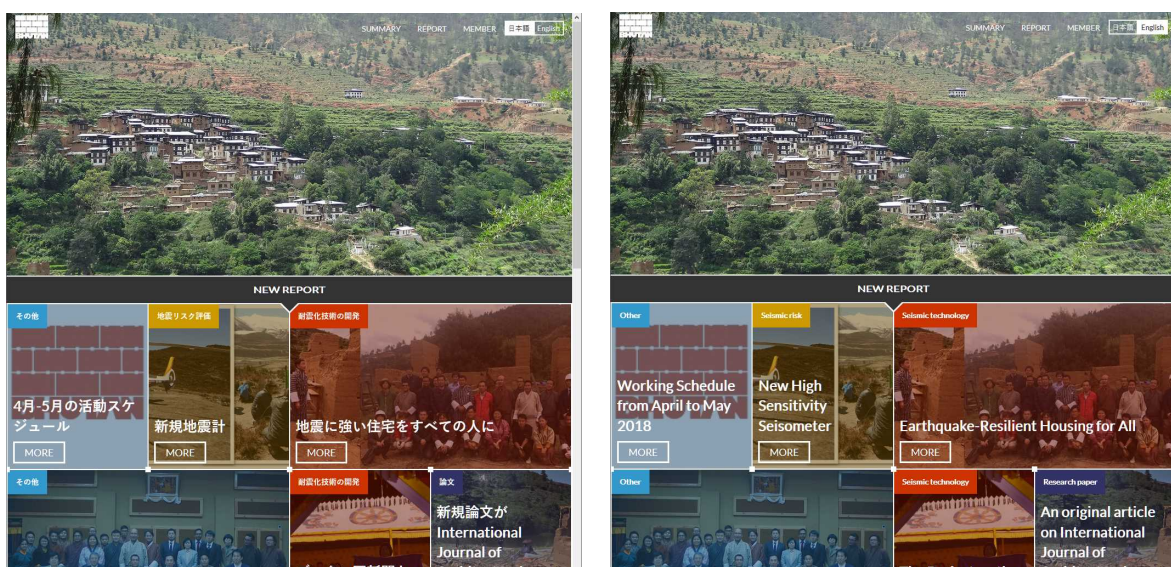 BHUTAN
SUMMARY REPORT MEMBER 日本語 English
NEW REPORT
その他
地震リスク評価
耐震化技術の開発
4月-5月の活動スケ
ジュール
MORE
新規地震計
MORE
地震に強い住宅をすべての人に
MORE
その他
耐震化技術の開発
論文
新規論文が
International
Journal of
BHUTAN
SUMMARY REPORT MEMBER 日本語 English
NEW REPORT
Other
Seismic risk
Seismic technology
Working Schedule
from April to May
2018
MORE
New High
Sensitivity
Seisometer
MORE
Earthquake-Resilient Housing for All
MORE
Other
Seismic technology
Research paper
An original article
on International
Journal of